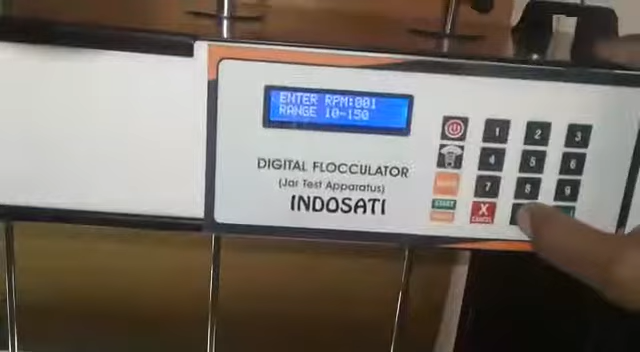 ENTER RPM:001
RANGE 10-150
DIGITAL FLOCCULATOR
(Jar Test Apparatus)
INDOSATI
1 2 3
4 5 6
7 8 9
START
X
CANCEL